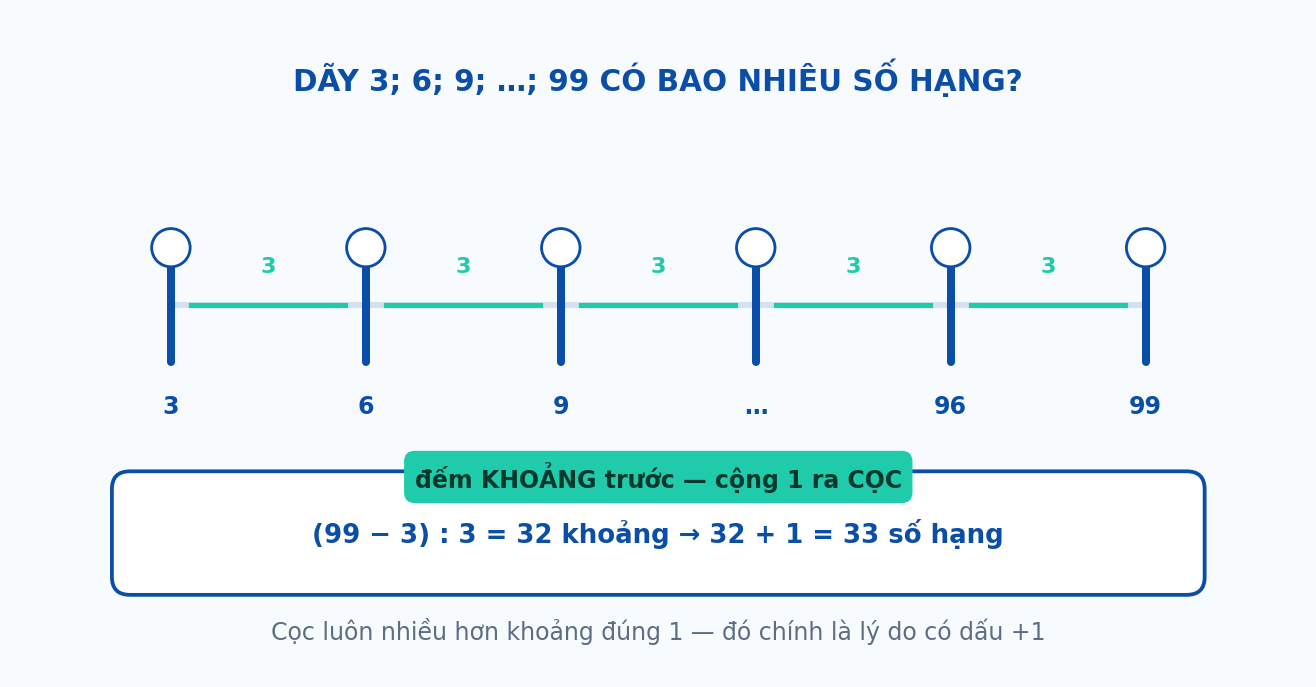 DÃY 3; 6; 9; …; 99 CÓ BAO NHIÊU SỐ HẠNG?
3 3 3 3 3
3 6 9 … 96 99
đếm KHOẢNG trước — cộng 1 ra CỌC
(99 − 3) : 3 = 32 khoảng → 32 + 1 = 33 số hạng
Cọc luôn nhiều hơn khoảng đúng 1 — đó chính là lý do có dấu +1